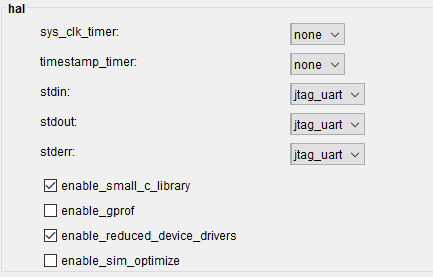 hal
sys_clk_timer: none
timestamp_timer: none
stdin: jtag_uart
stdout: jtag_uart
stderr: jtag_uart
enable_small_c_library
enable_gprof
enable_reduced_device_drivers
enable_sim_optimize